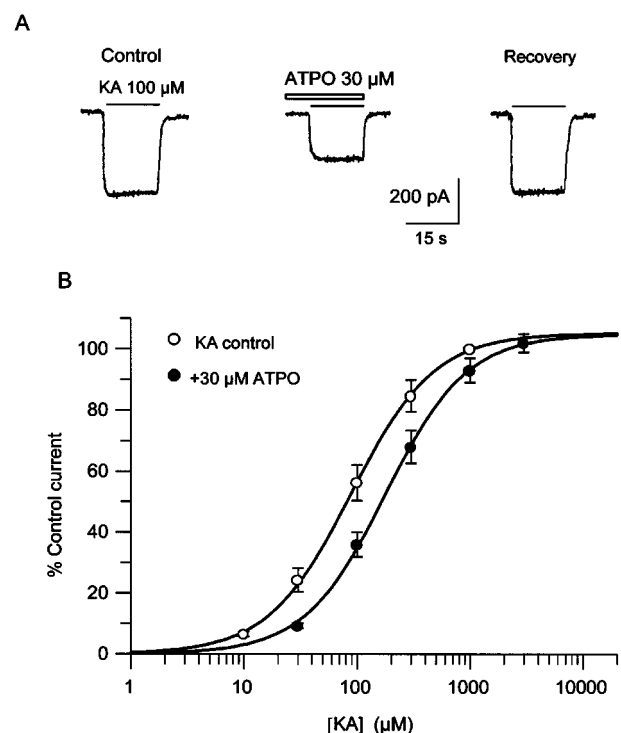 A
Control
KA 100 µM
ATPO 30 µM
Recovery
200 pA
15 s
B
KA control
+30 µM ATPO
% Control current
100
80
60
40
20
0
1
10
100
1000
10000
[KA] (µM)